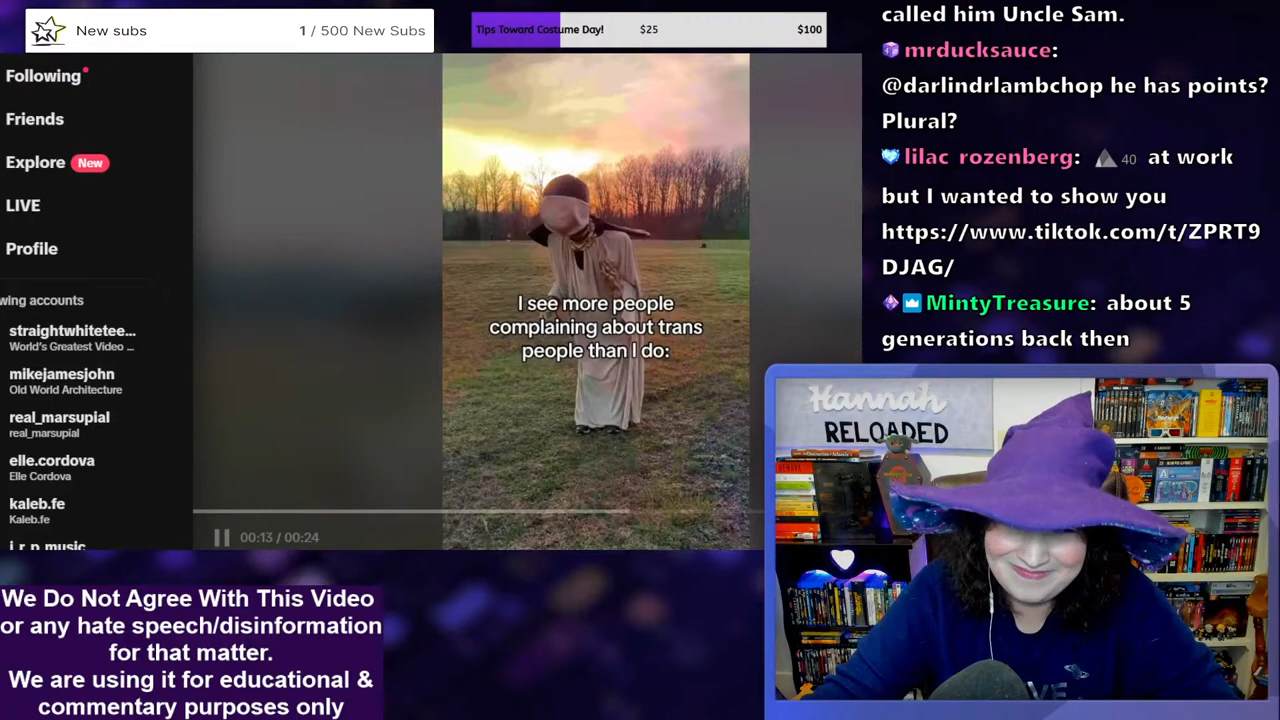 New subs
1 / 500 New Subs
Tips Toward Costume Day!
$25
$100
Following
Friends
Explore New
LIVE
Profile
wing accounts
straightwhitetee...
World's Greatest Video ...
mikejamesjohn
Old World Architecture
real_marsupial
real_marsupial
elle.cordova
Elle Cordova
kaleb.fe
Kaleb.fe
i_r_p_music
I see more people
complaining about trans
people than I do:
00:13 / 00:24
We Do Not Agree With This Video
or any hate speech/disinformation
for that matter.
We are using it for educational &
commentary purposes only
called him Uncle Sam.
mrducksauce:
@darlindrlambchop he has points?
Plural?
lilac rozenberg: 40 at work
but I wanted to show you
https://www.tiktok.com/t/ZPRT9
DJAG/
MintyTreasure: about 5
generations back then
Hannah
RELOADED